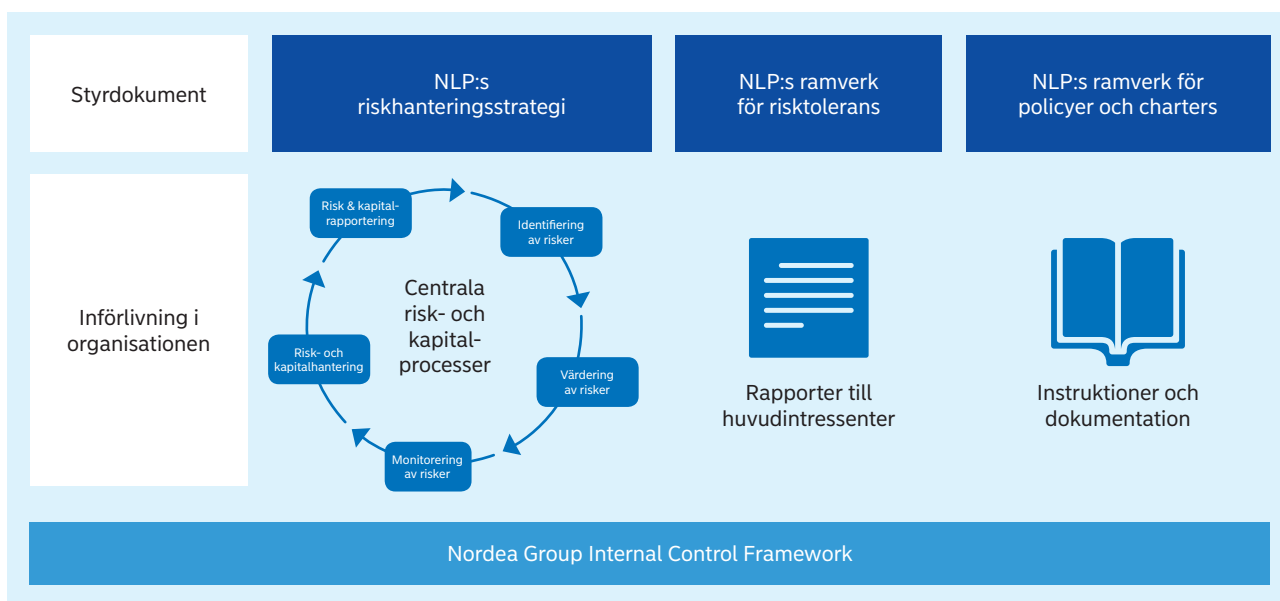 Styrdokument
NLP:s
riskhanteringsstrategi
NLP:s ramverk
för risktolerans
NLP:s ramverk för
policyer och charters
Införlivning i
organisationen
Risk & kapital-
rapportering
Identifiering
av risker
Centrala
risk- och
kapital-
processer
Risk- och
kapitalhantering
Värdering
av risker
Monitorering
av risker
Rapporter till
huvudintressenter
Instruktioner och
dokumentation
Nordea Group Internal Control Framework